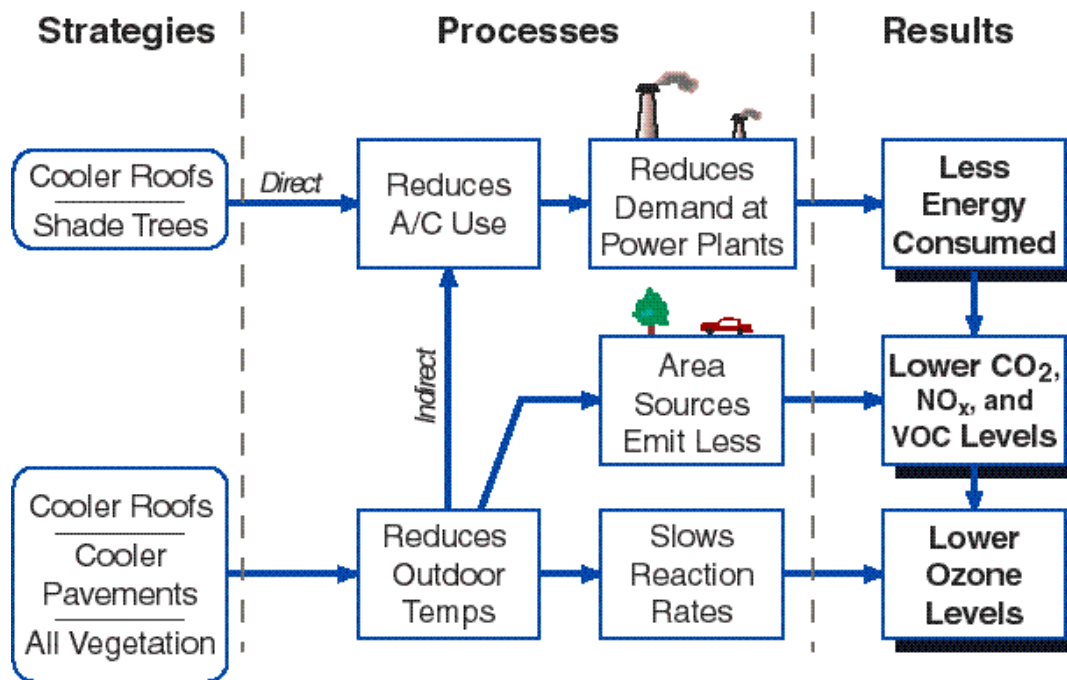 Strategies
Processes
Results
Cooler Roofs
Shade Trees
Direct
Reduces
A/C Use
Reduces
Demand at
Power Plants
Less
Energy
Consumed
Indirect
Area
Sources
Emit Less
Lower CO₂,
NOₓ, and
VOC Levels
Cooler Roofs
Cooler
Pavements
All Vegetation
Reduces
Outdoor
Temps
Slows
Reaction
Rates
Lower
Ozone
Levels